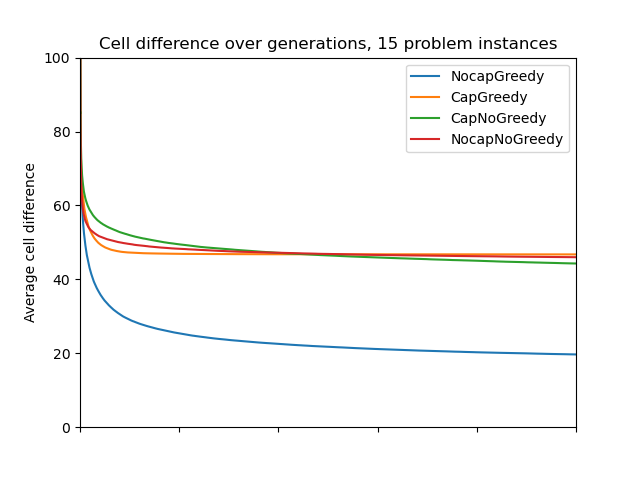 Cell difference over generations, 15 problem instances
100
80
60
40
20
0
Average cell difference
NocapGreedy
CapGreedy
CapNoGreedy
NocapNoGreedy